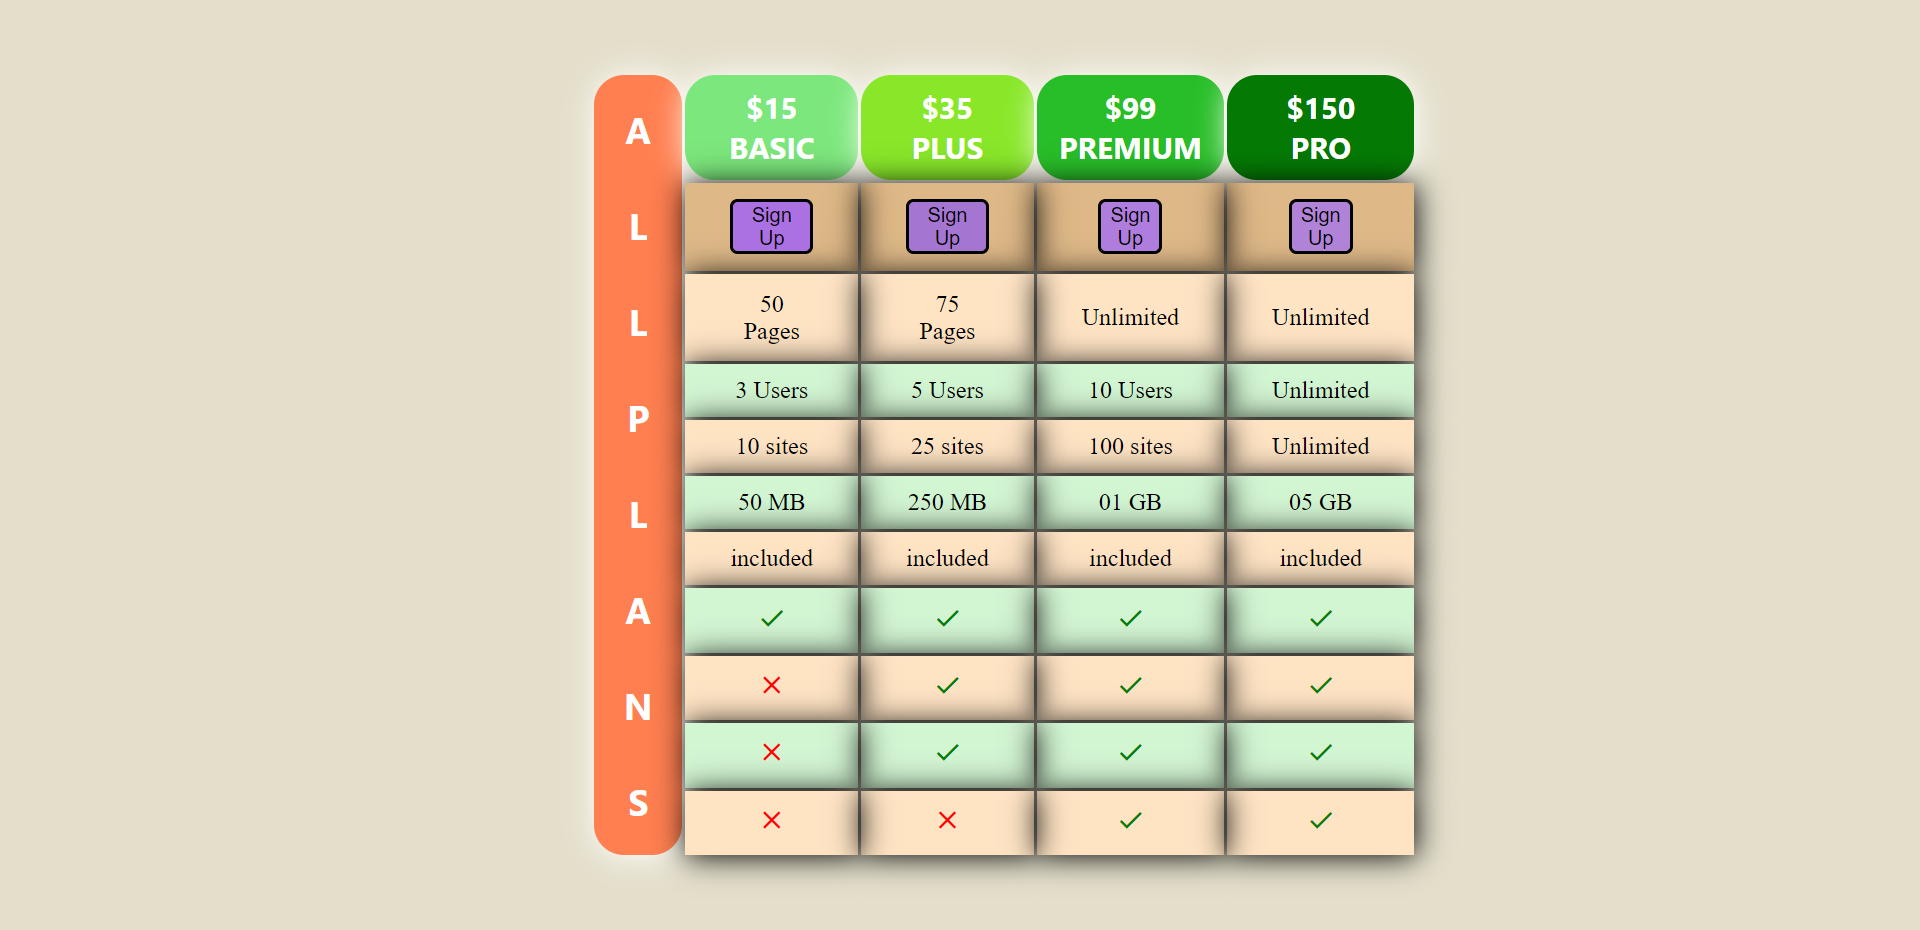 A
L
L
P
L
A
N
S
$15 $35 $99 $150
BASIC PLUS PREMIUM PRO
Sign Sign Sign Sign
Up Up Up Up
50 75
Pages Pages Unlimited Unlimited
3 Users 5 Users 10 Users Unlimited
10 sites 25 sites 100 sites Unlimited
50 MB 250 MB 01 GB 05 GB
included included included included